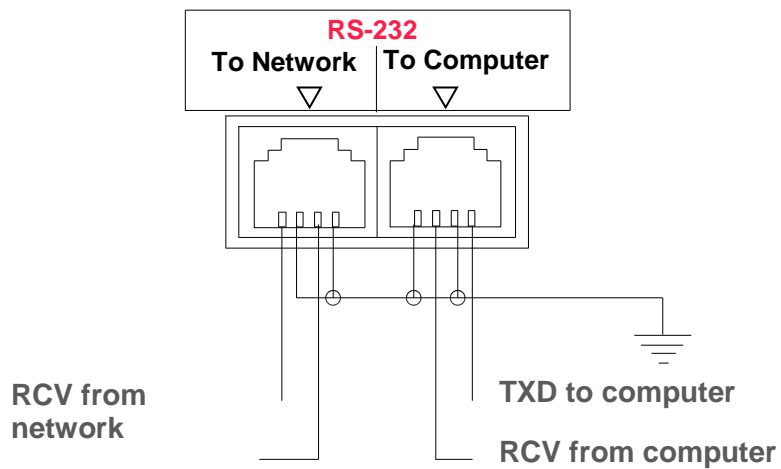 RS-232
To Network
To Computer
RCV from
network
TXD to computer
RCV from computer